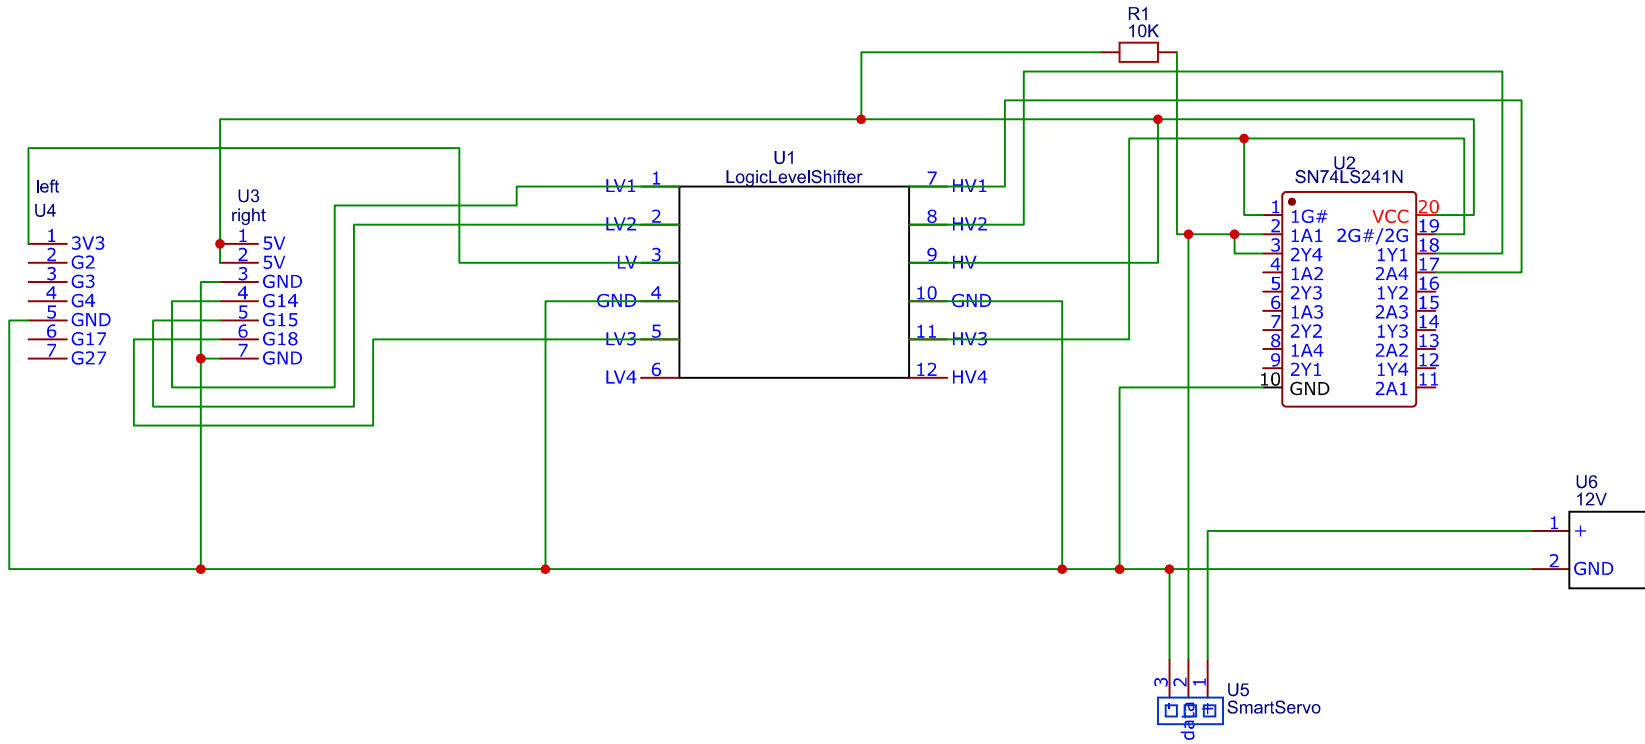 R1
10K
left
U4
1 3V3
2 G2
3 G3
4 G4
5 GND
6 G17
7 G27
U3
right
1 5V
2 5V
3 GND
4 G14
5 G15
6 G18
7 GND
U1
LogicLevelShifter
LV1 1 7 HV1
LV2 2 8 HV2
LV 3 9 HV
GND 4 10 GND
LV3 5 11 HV3
LV4 6 12 HV4
U2
SN74LS241N
1 1G# VCC 20
2 1A1 2G#/2G 19
3 2Y4 1Y1 18
4 1A2 2A4 17
5 2Y3 1Y2 16
6 1A3 2A3 15
7 2Y2 1Y3 14
8 1A4 2A2 13
9 2Y1 1Y4 12
10 GND 2A1 11
U6
12V
1 +
2 GND
3 2 1
- data +
U5
SmartServo